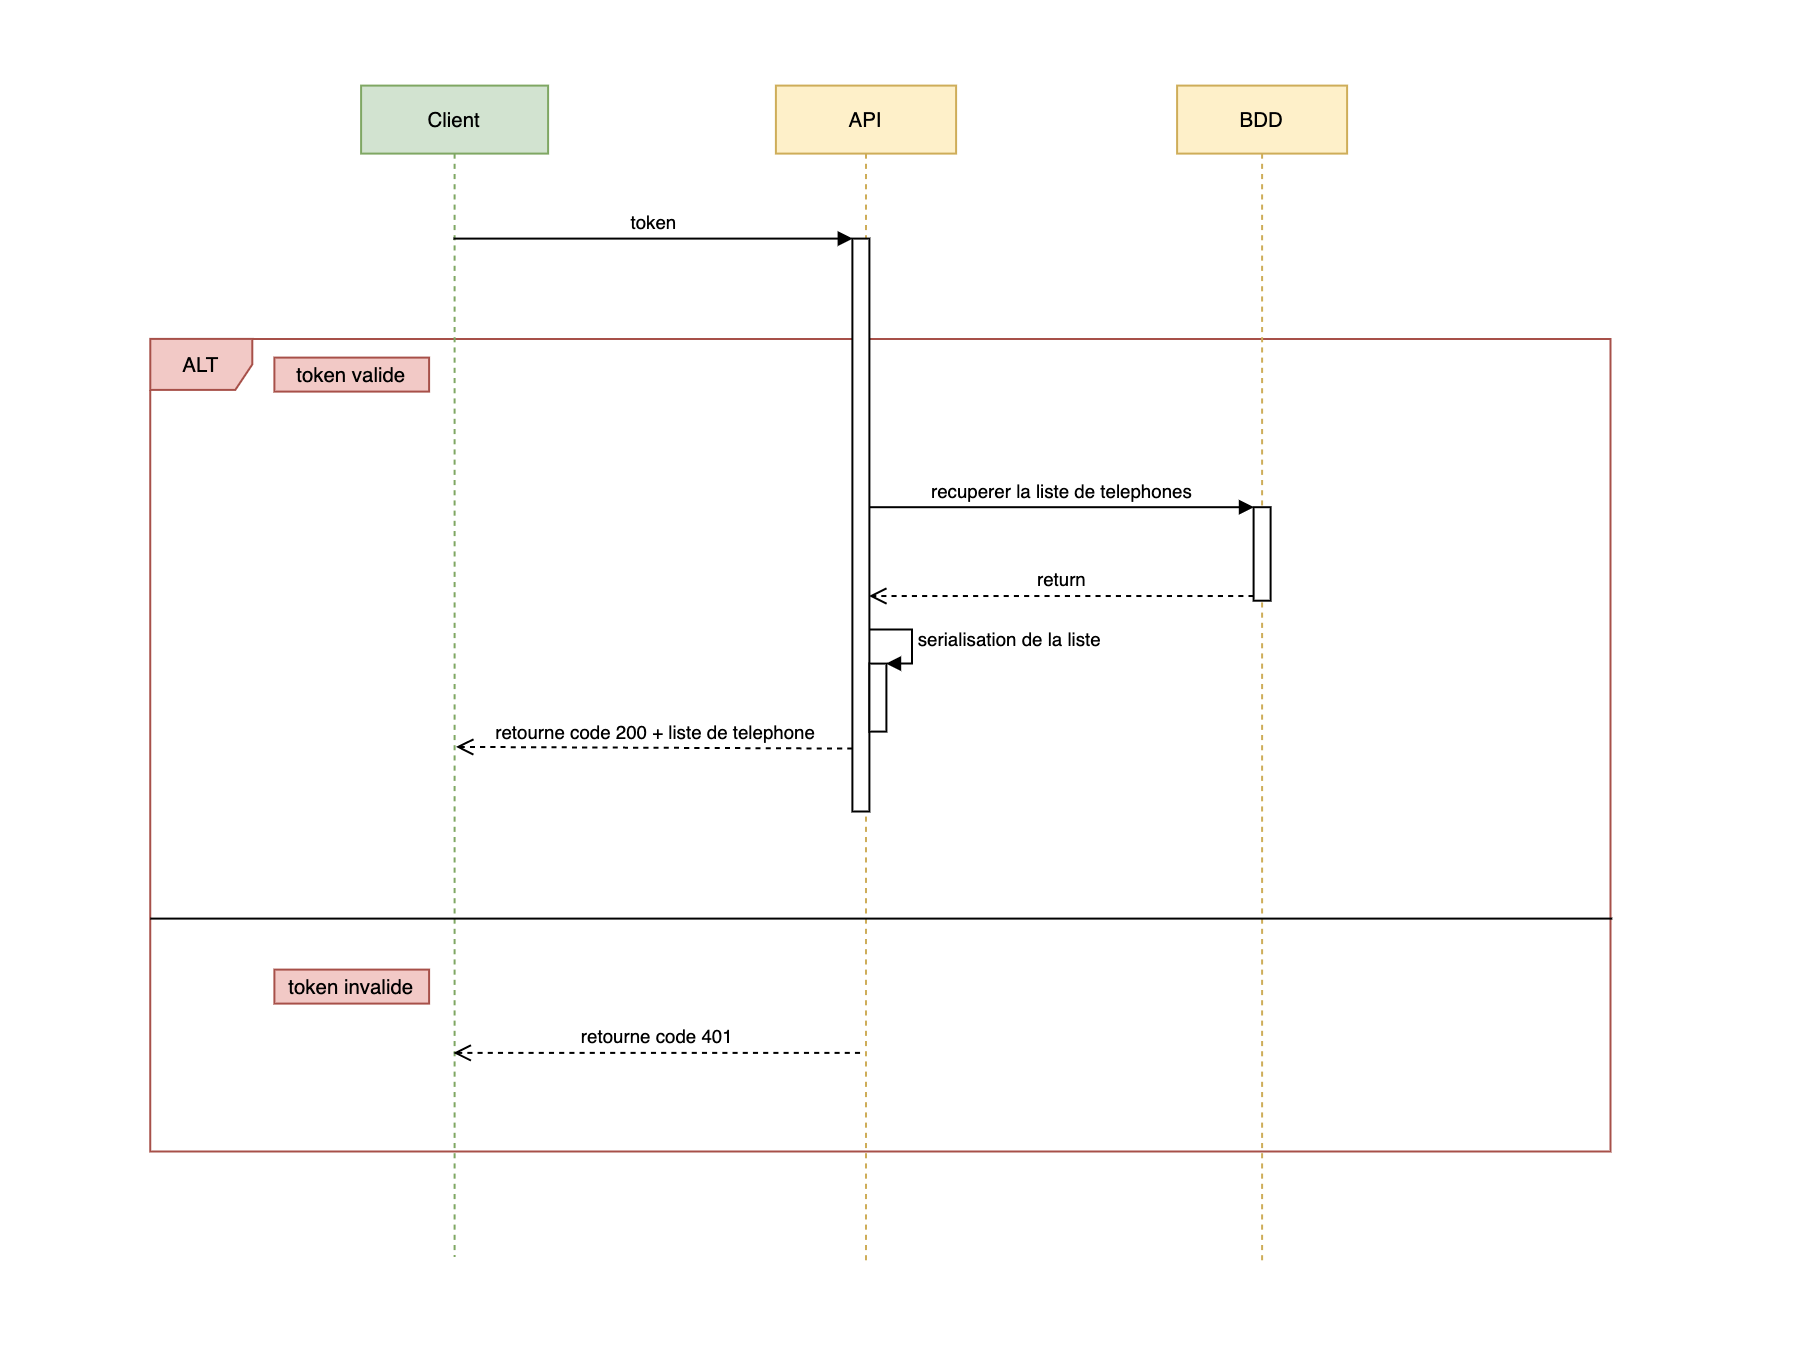 Client
API
BDD
token
ALT
token valide
recuperer la liste de telephones
return
serialisation de la liste
retourne code 200 + liste de telephone
token invalide
retourne code 401